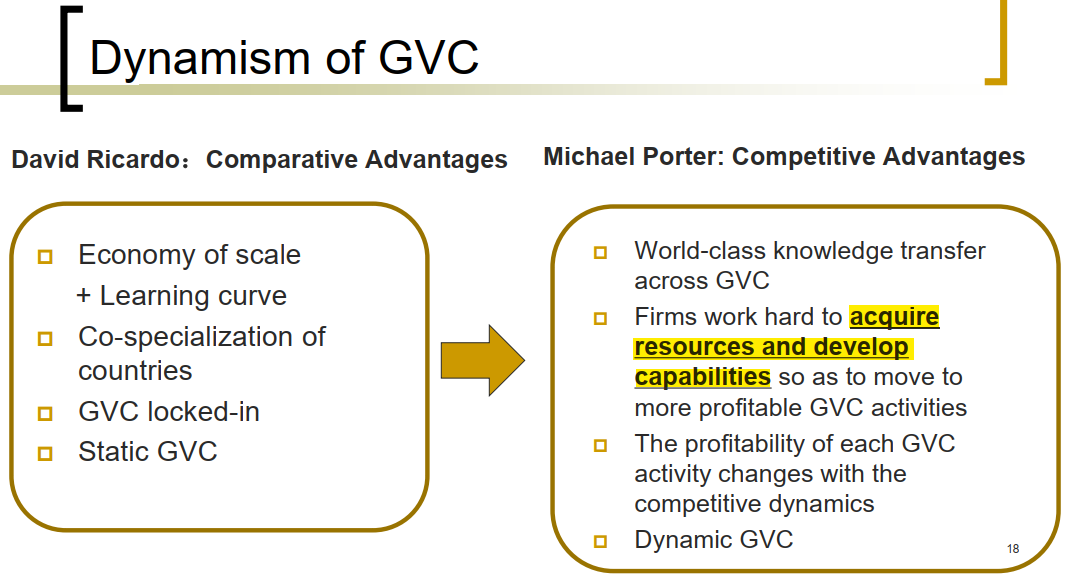 Dynamism of GVC
David Ricardo：Comparative Advantages
Economy of scale
+ Learning curve
Co-specialization of
countries
GVC locked-in
Static GVC
Michael Porter: Competitive Advantages
World-class knowledge transfer
across GVC
Firms work hard to acquire
resources and develop
capabilities so as to move to
more profitable GVC activities
The profitability of each GVC
activity changes with the
competitive dynamics
Dynamic GVC
18